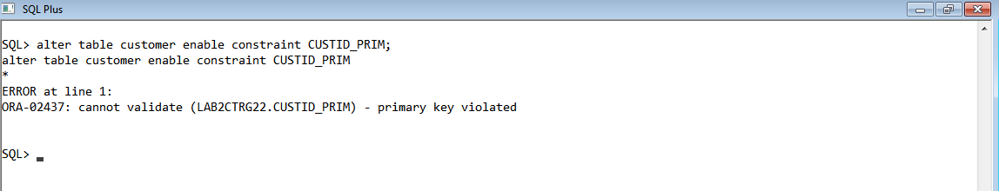 SQL Plus
SQL> alter table customer enable constraint CUSTID_PRIM;
alter table customer enable constraint CUSTID_PRIM
*
ERROR at line 1:
ORA-02437: cannot validate (LAB2CTRG22.CUSTID_PRIM) - primary key violated
SQL>